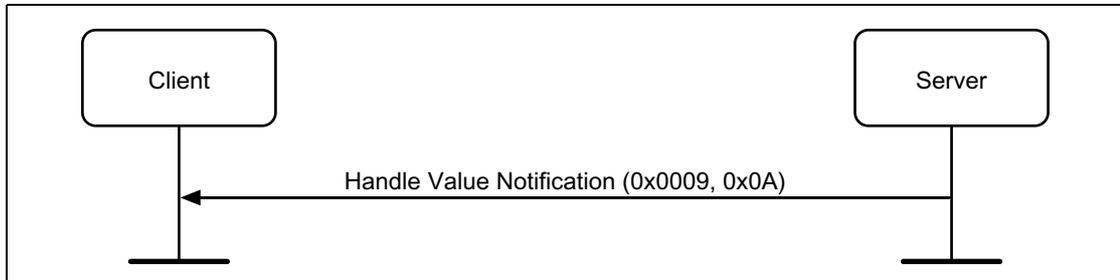 Client
Server
Handle Value Notification (0x0009, 0x0A)